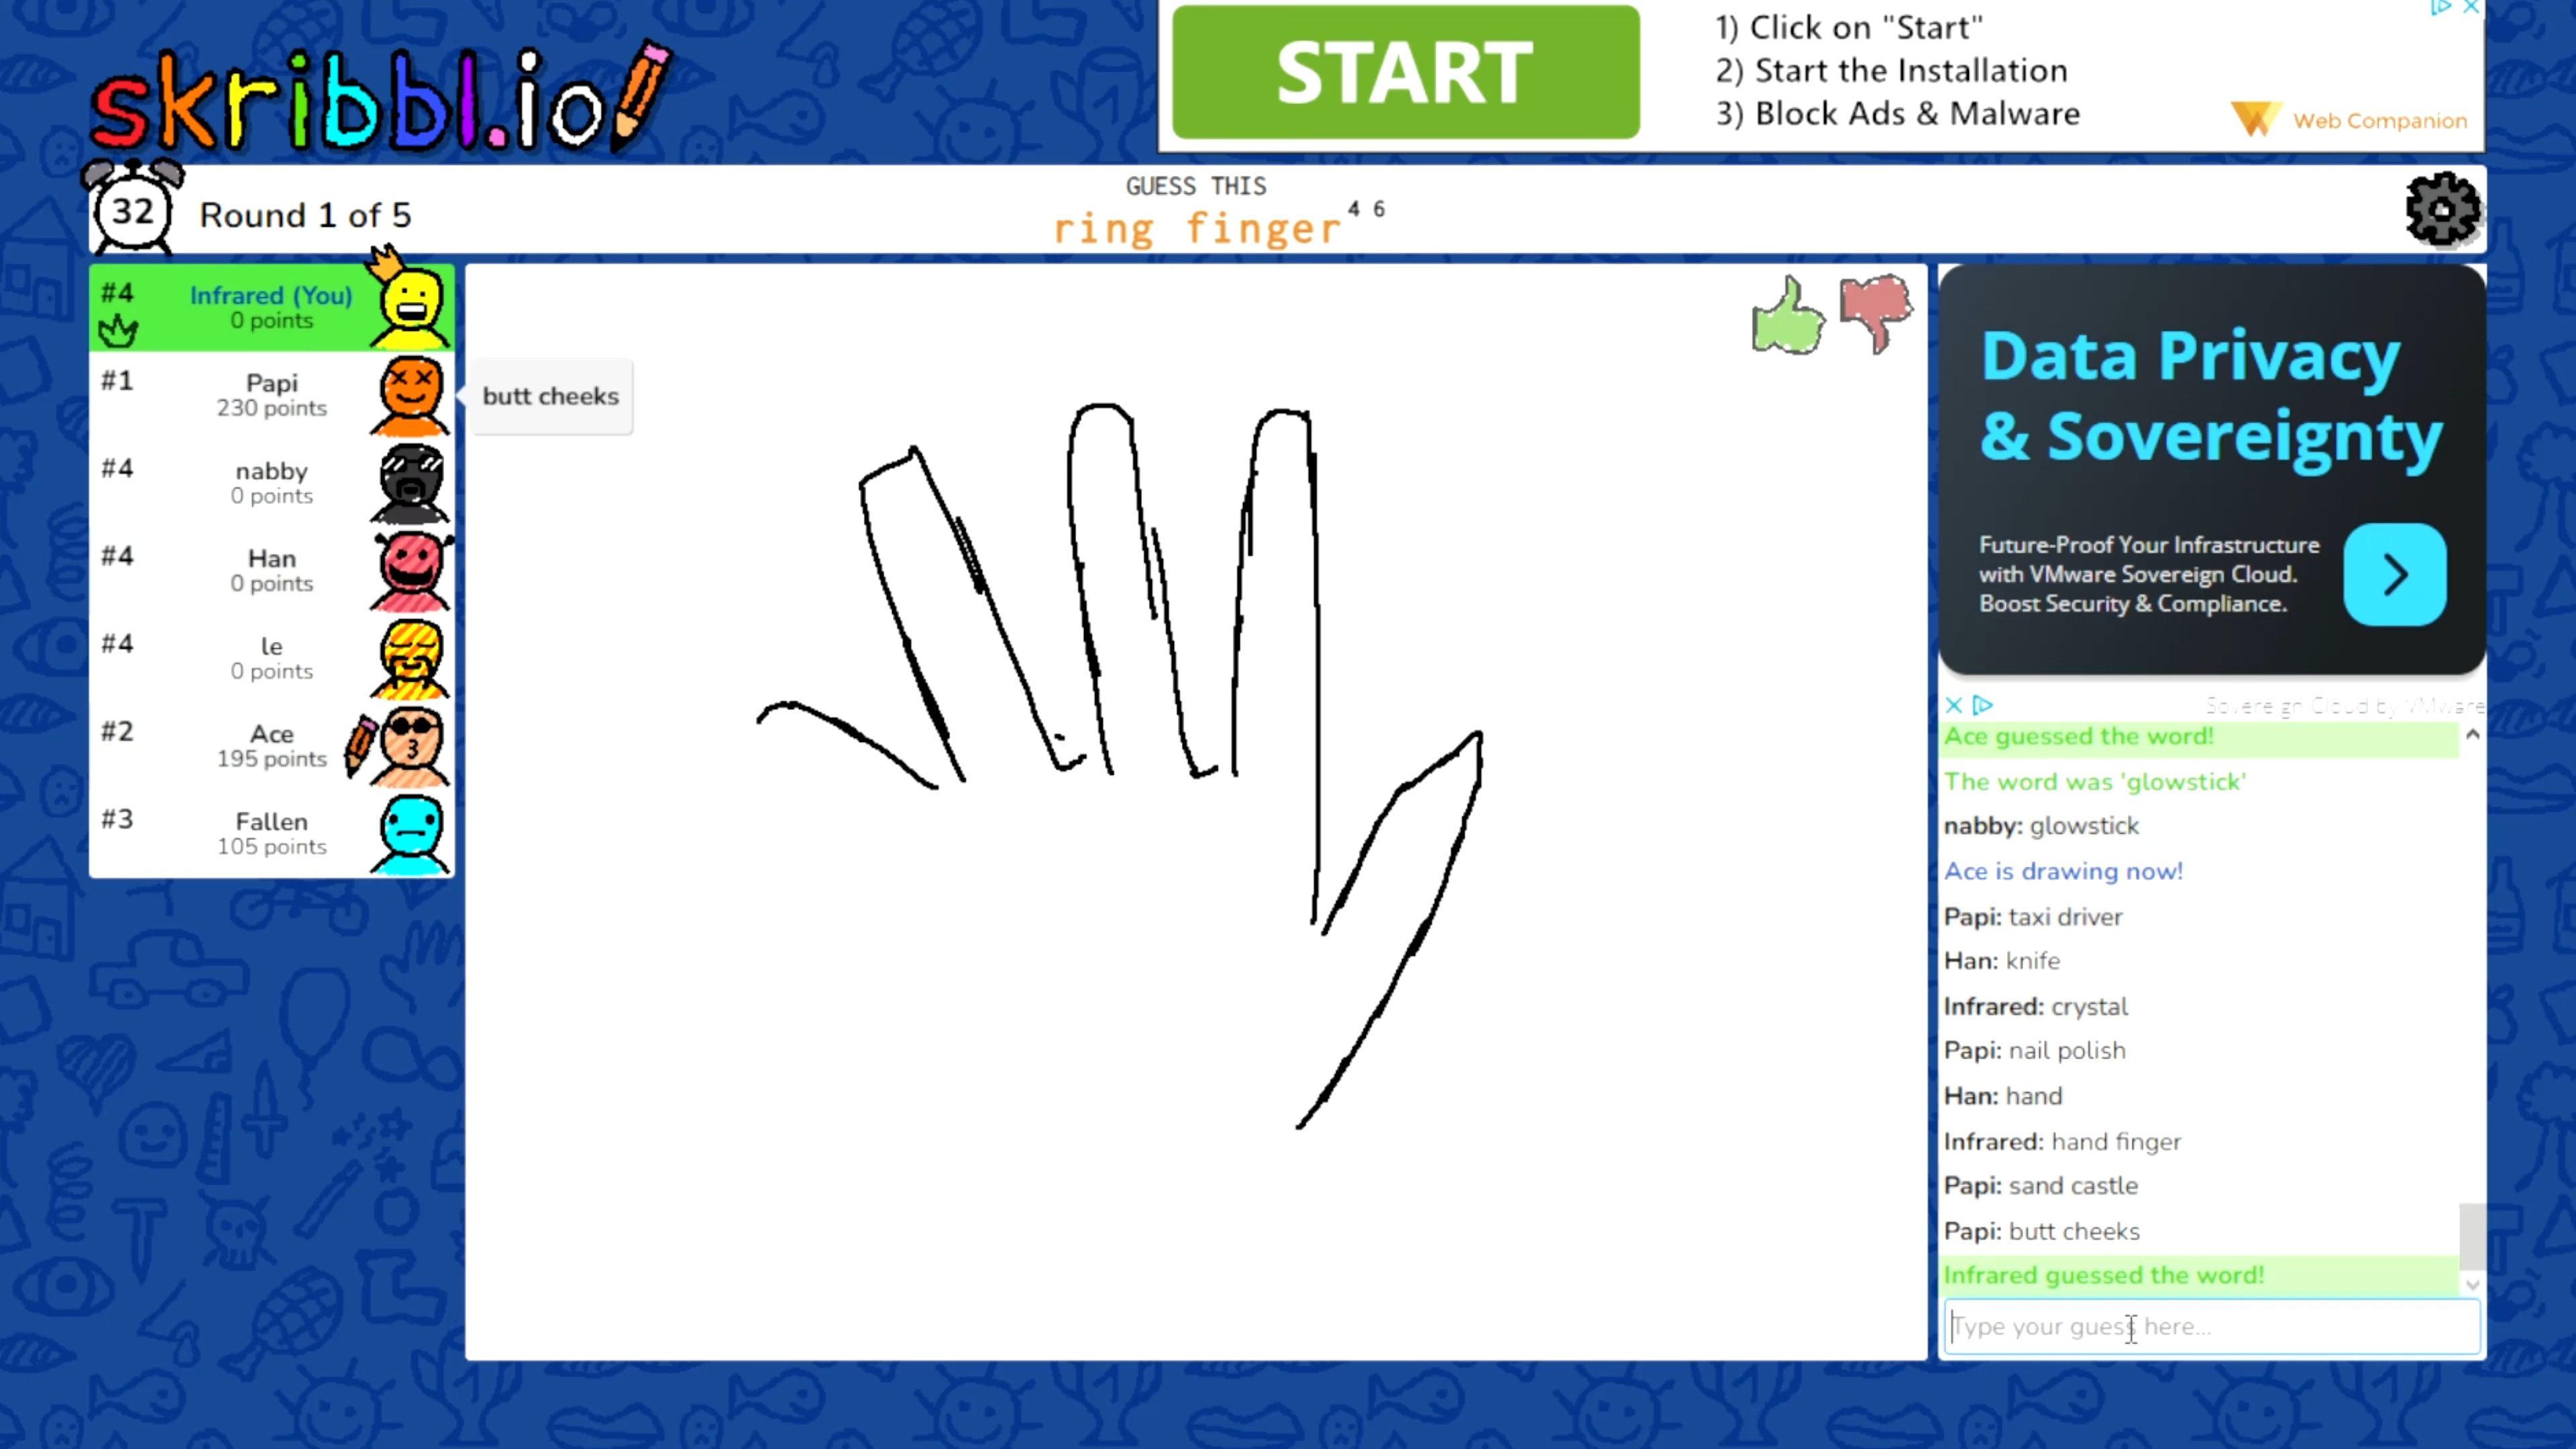 skribbl.io
START
1) Click on "Start"
2) Start the Installation
3) Block Ads & Malware
Web Companion
32
Round 1 of 5
GUESS THIS
ring finger 4 6
#4
Infrared (You)
0 points
#1
Papi
230 points
butt cheeks
#4
nabby
0 points
#4
Han
0 points
#4
le
0 points
#2
Ace
195 points
#3
Fallen
105 points
Data Privacy
& Sovereignty
Future-Proof Your Infrastructure
with VMware Sovereign Cloud.
Boost Security & Compliance.
Sovereign Cloud by VMware
Ace guessed the word!
The word was 'glowstick'
nabby: glowstick
Ace is drawing now!
Papi: taxi driver
Han: knife
Infrared: crystal
Papi: nail polish
Han: hand
Infrared: hand finger
Papi: sand castle
Papi: butt cheeks
Infrared guessed the word!
Type your guess here...